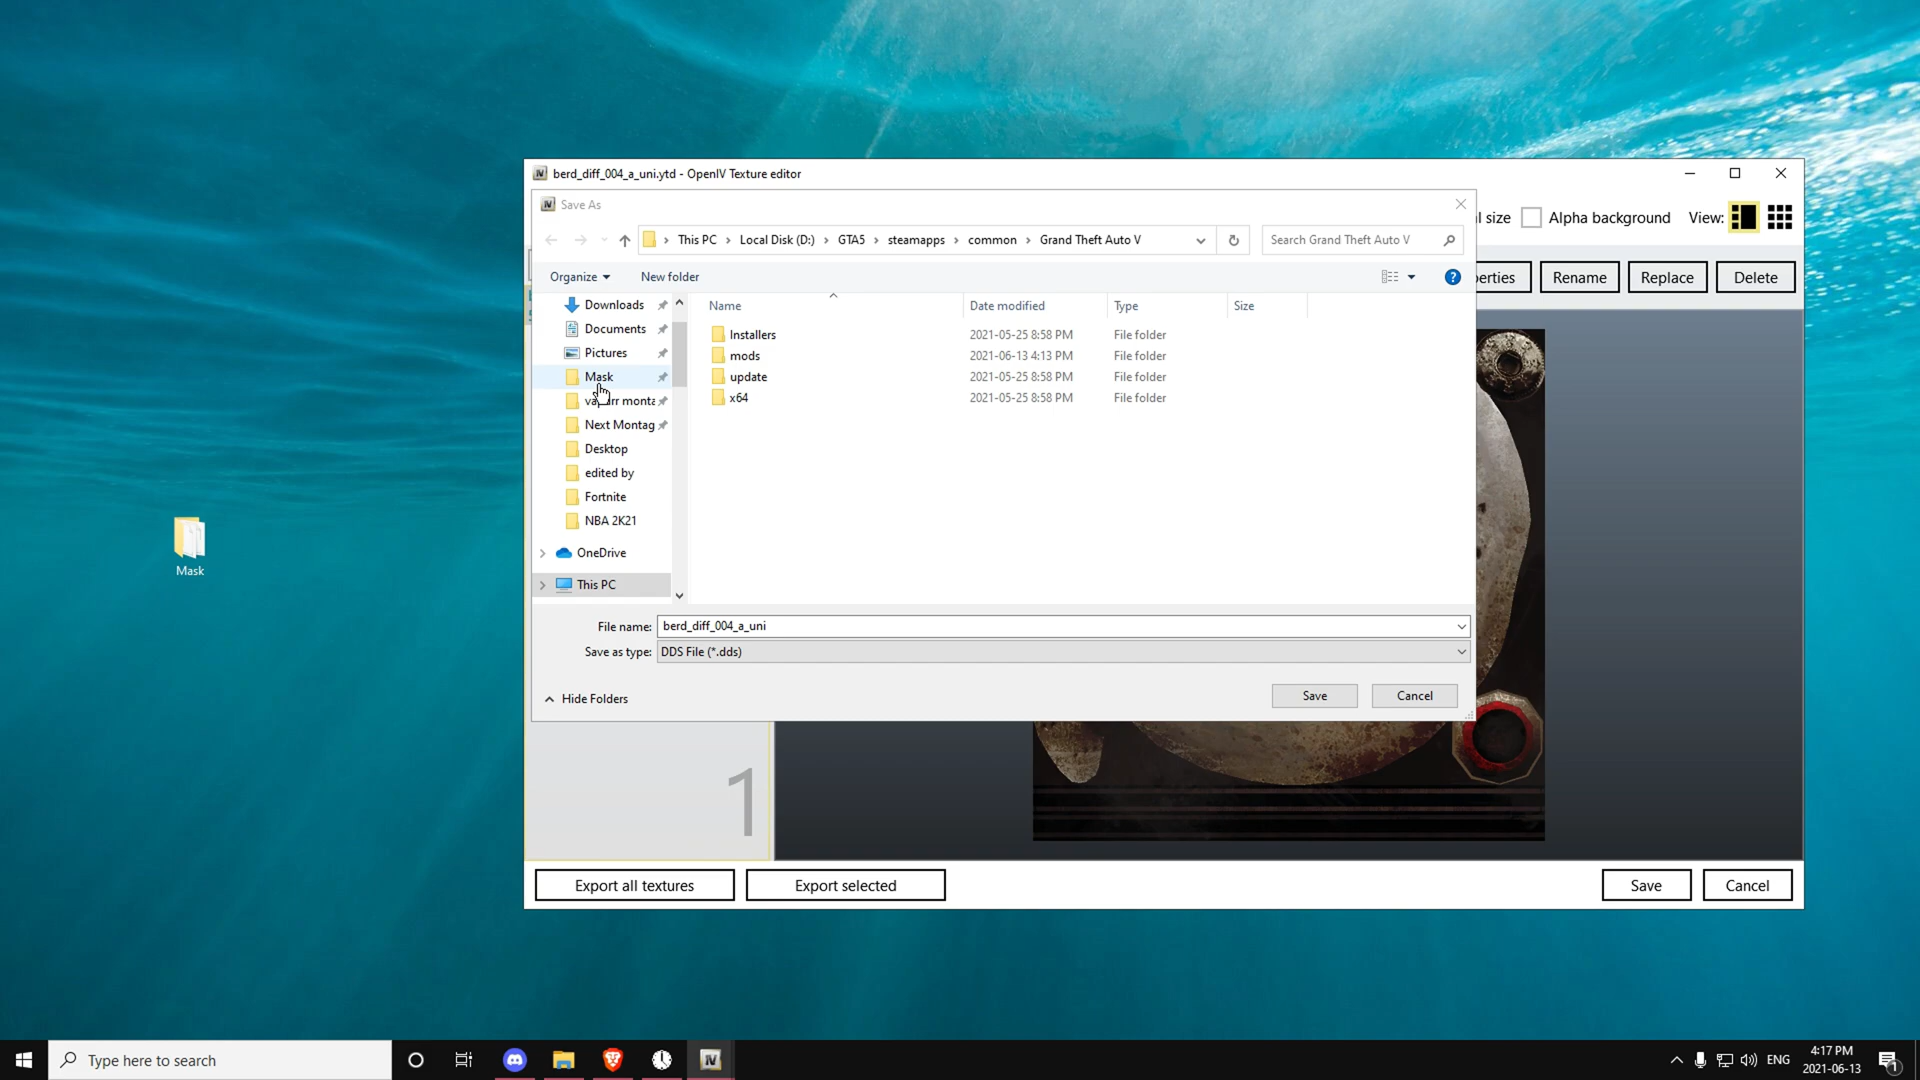 berd_diff_004_a_uni.ytd - OpenIV Texture editor
Save As
l size Alpha background View:
This PC Local Disk (D:) GTA5 steamapps common Grand Theft Auto V Search Grand Theft Auto V
Organize New folder
erties Rename Replace Delete
Downloads
Documents
Pictures
Mask
Next Montag
Desktop
edited by
Fortnite
NBA 2K21
OneDrive
This PC
Name Date modified Type Size
Installers 2021-05-25 8:58 PM File folder
mods 2021-06-13 4:13 PM File folder
update 2021-05-25 8:58 PM File folder
x64 2021-05-25 8:58 PM File folder
File name: berd_diff_004_a_uni
Save as type: DDS File (*.dds)
Hide Folders Save Cancel
1
Export all textures Export selected Save Cancel
Mask
Type here to search
ENG
4:17 PM
2021-06-13
1